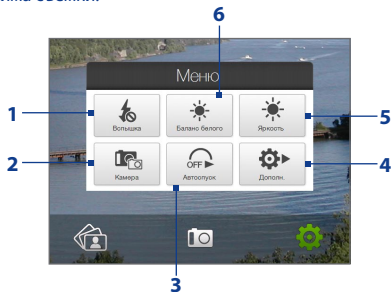 6
Меню
1
Вспышка
Баланс белого
Яркость
5
2
Камера
OFF
Автоспуск
Дополн.
4
3